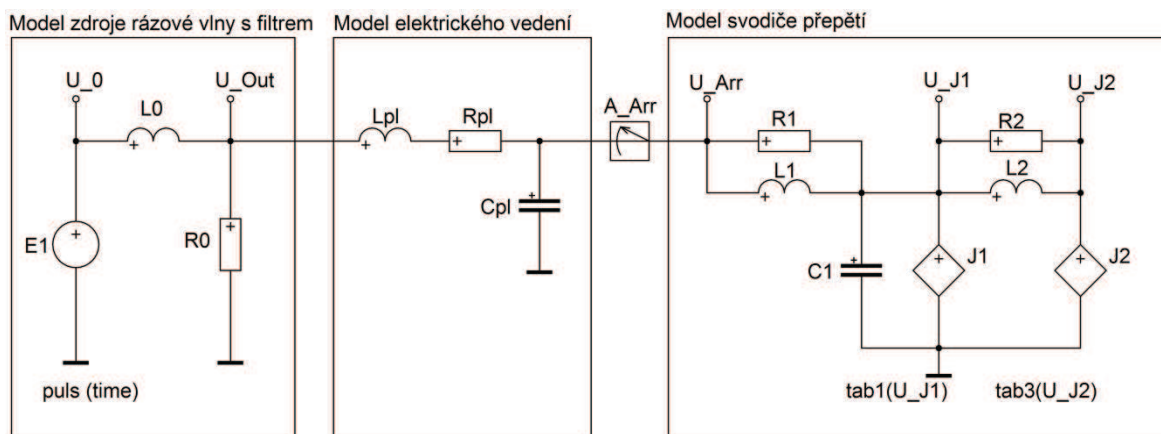 Model zdroje rázové vlny s filtrem
Model elektrického vedení
Model svodiče přepětí
U_0
U_Out
L0
E1
R0
puls (time)
Lpl
Rpl
Cpl
A_Arr
U_Arr
U_J1
U_J2
R1
R2
L1
L2
C1
J1
J2
tab1(U_J1)
tab3(U_J2)